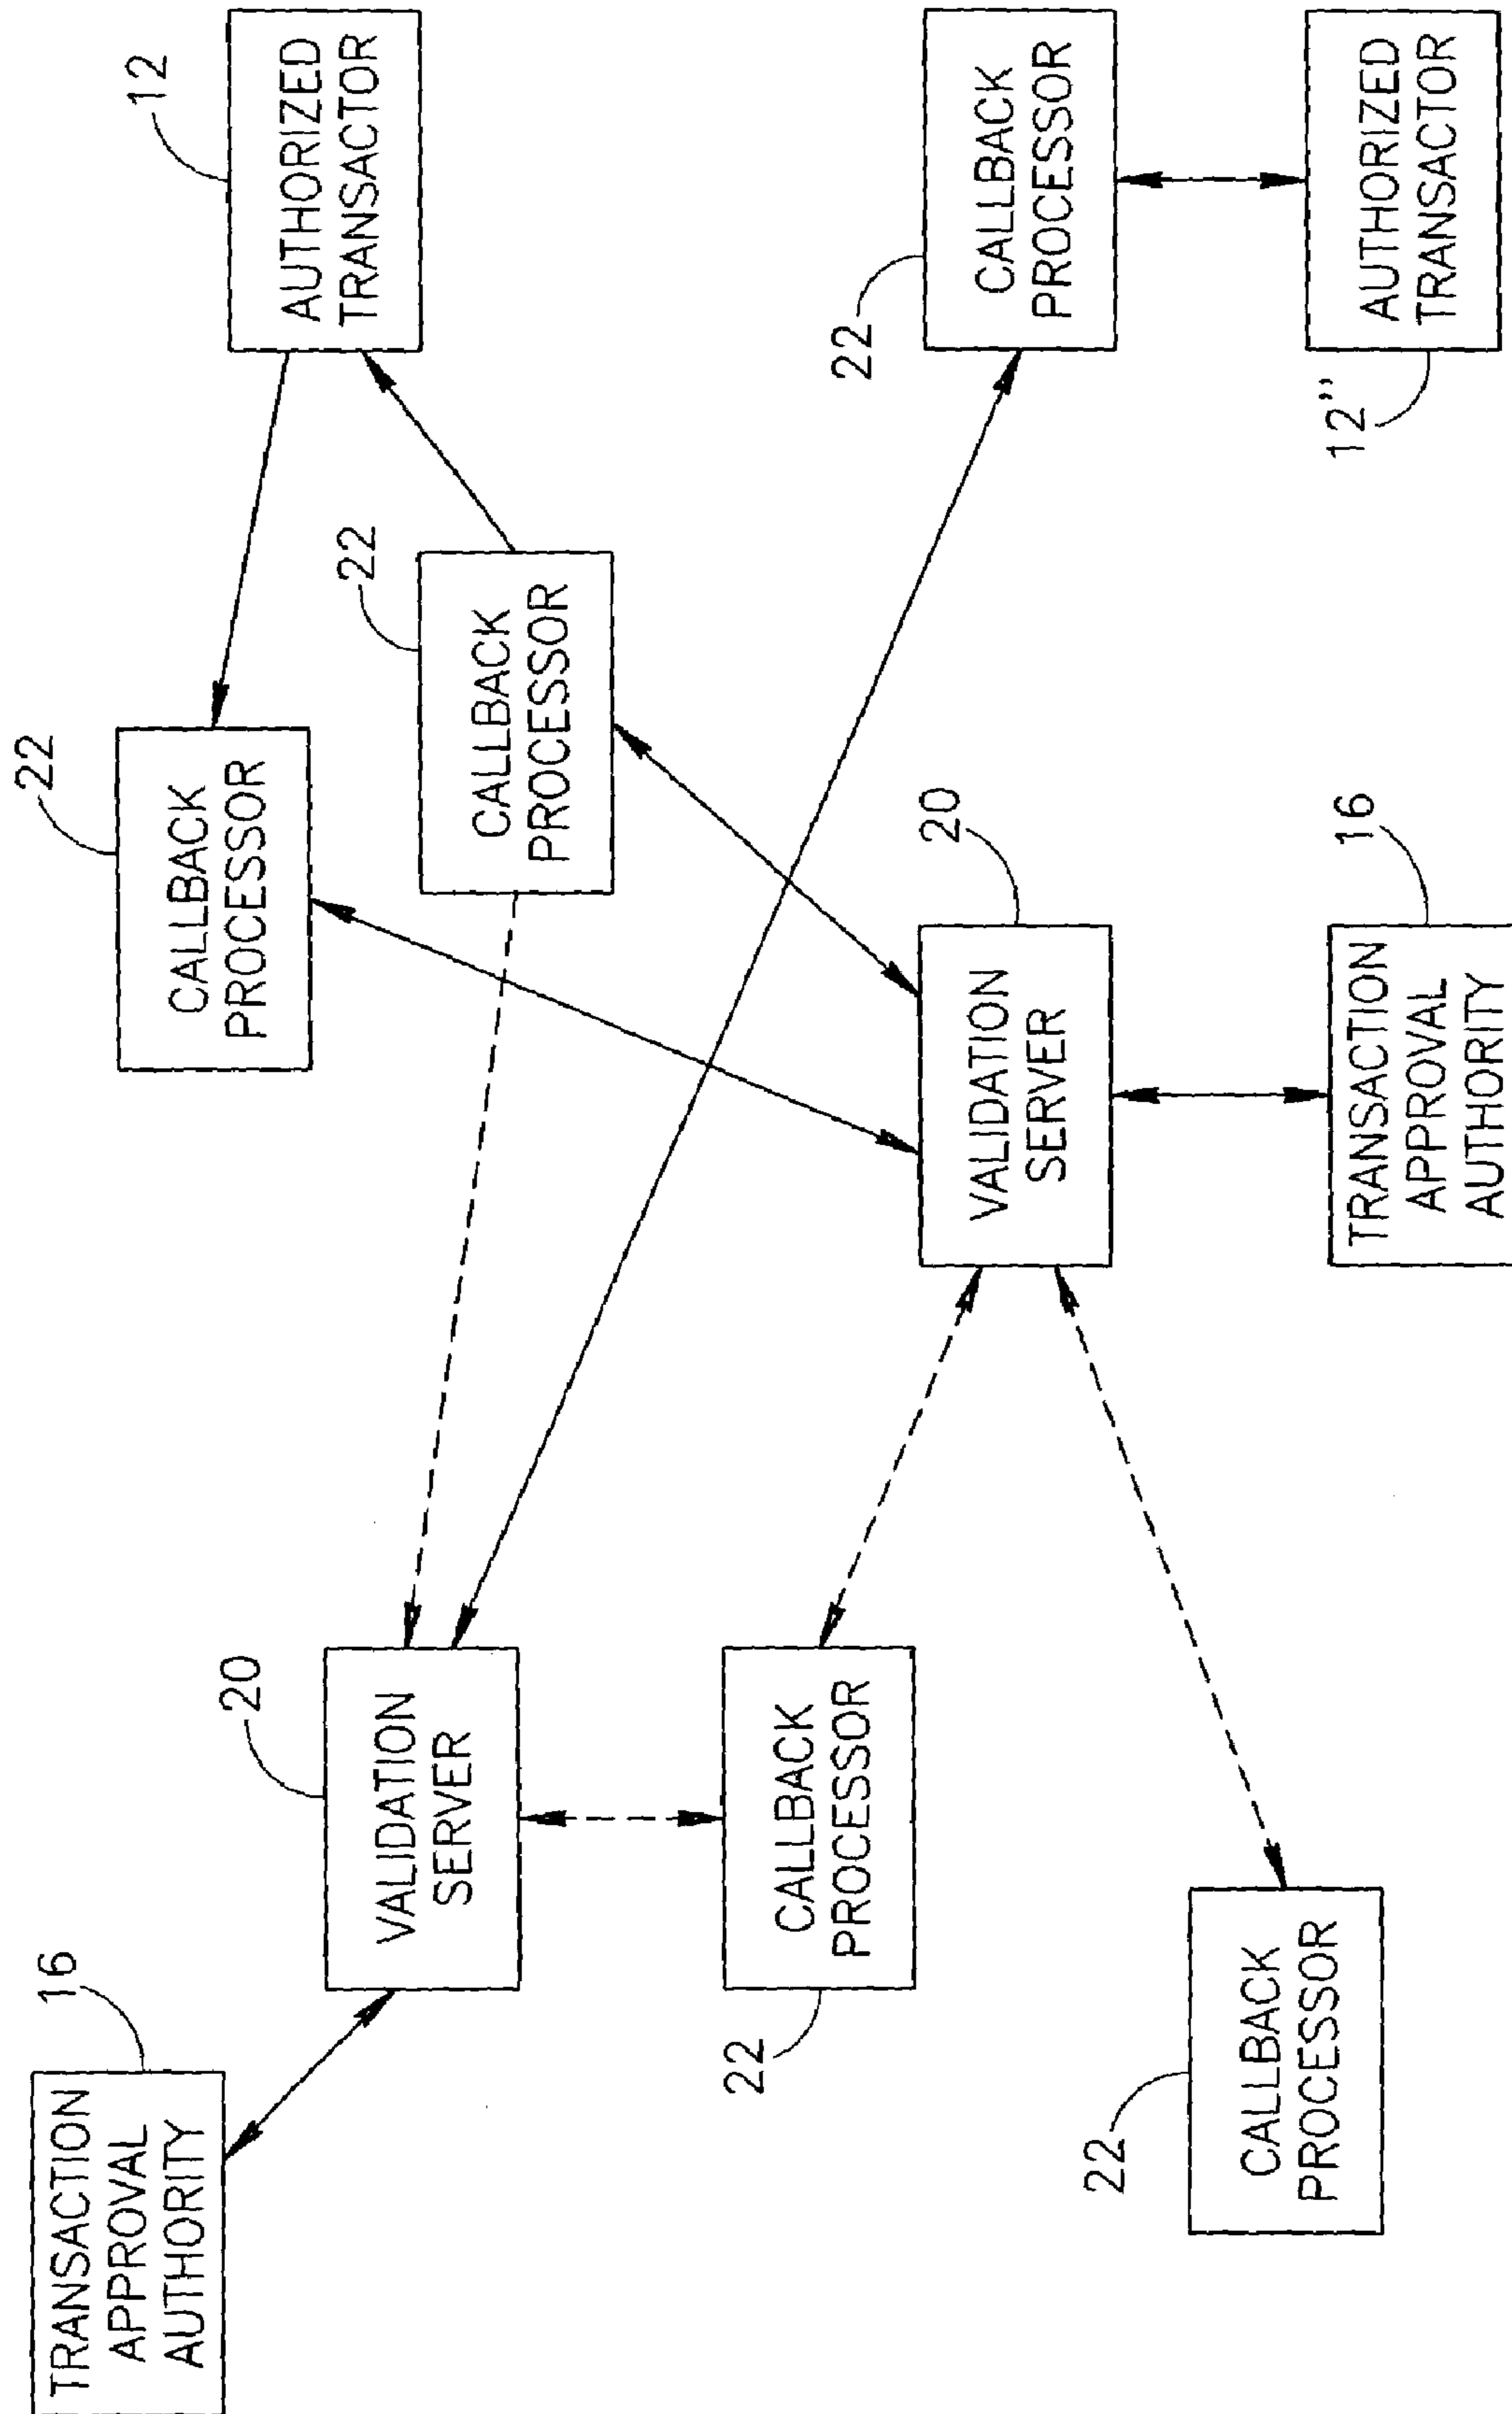 16
TRANSACTION
APPROVAL
AUTHORITY
22
CALLBACK
PROCESSOR
12
AUTHORIZED
TRANSACTOR
20
VALIDATION
SERVER
22
CALLBACK
PROCESSOR
22
CALLBACK
PROCESSOR
20
VALIDATION
SERVER
22
CALLBACK
PROCESSOR
22
CALLBACK
PROCESSOR
16
TRANSACTION
APPROVAL
AUTHORITY
12''
AUTHORIZED
TRANSACTOR